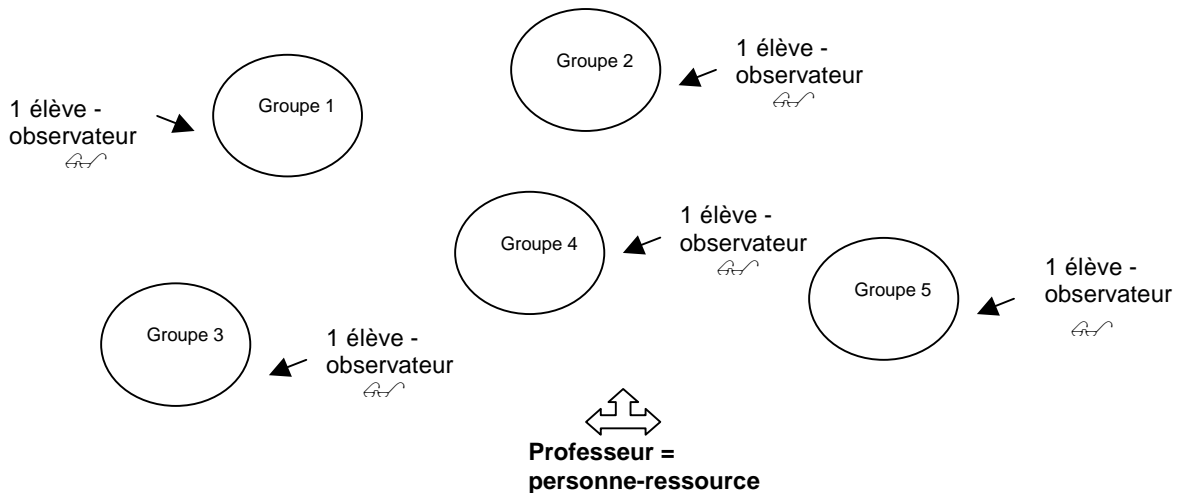 Groupe 1
1 élève -
observateur
Groupe 2
1 élève -
observateur
Groupe 4
1 élève -
observateur
Groupe 5
1 élève -
observateur
Groupe 3
1 élève -
observateur
Professeur =
personne-ressource